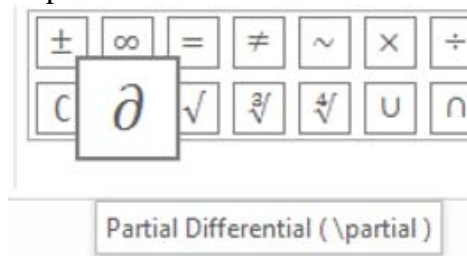 ± ∞ = ≠ ~ × ÷
∁ ∂ √ ∛ ∜ ∪ ∩
Partial Differential ( \partial )